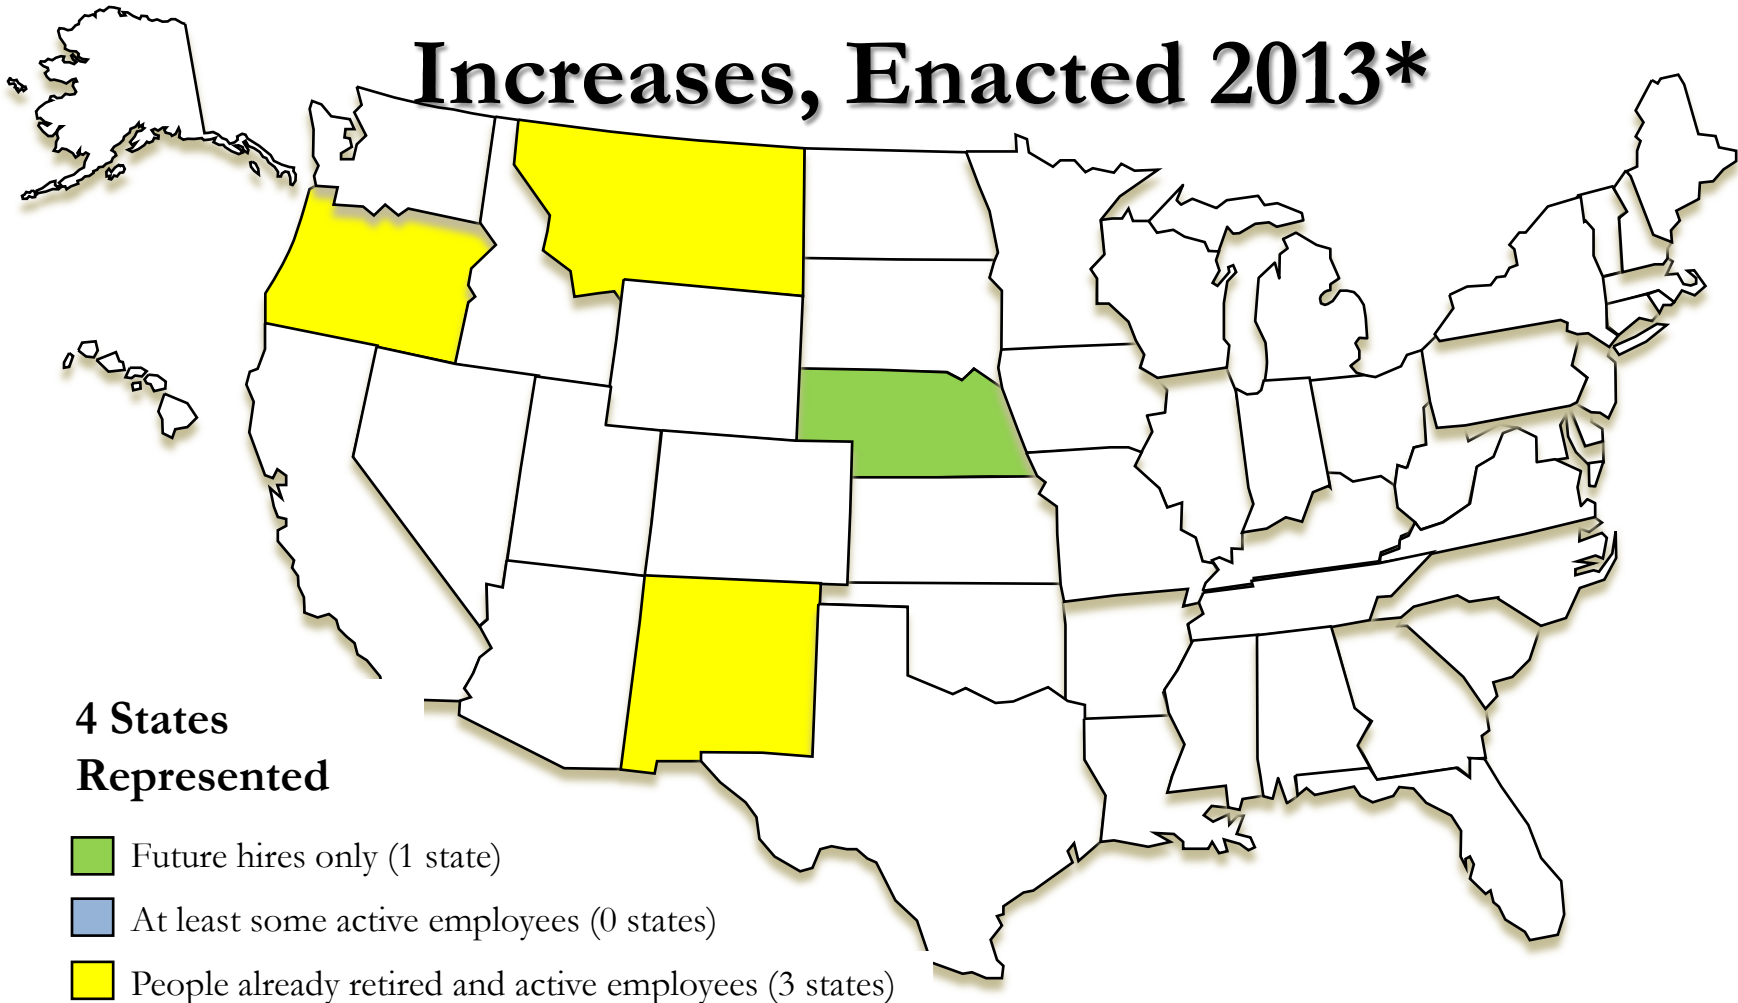 Increases, Enacted 2013*
4 States
Represented
Future hires only (1 state)
At least some active employees (0 states)
People already retired and active employees (3 states)